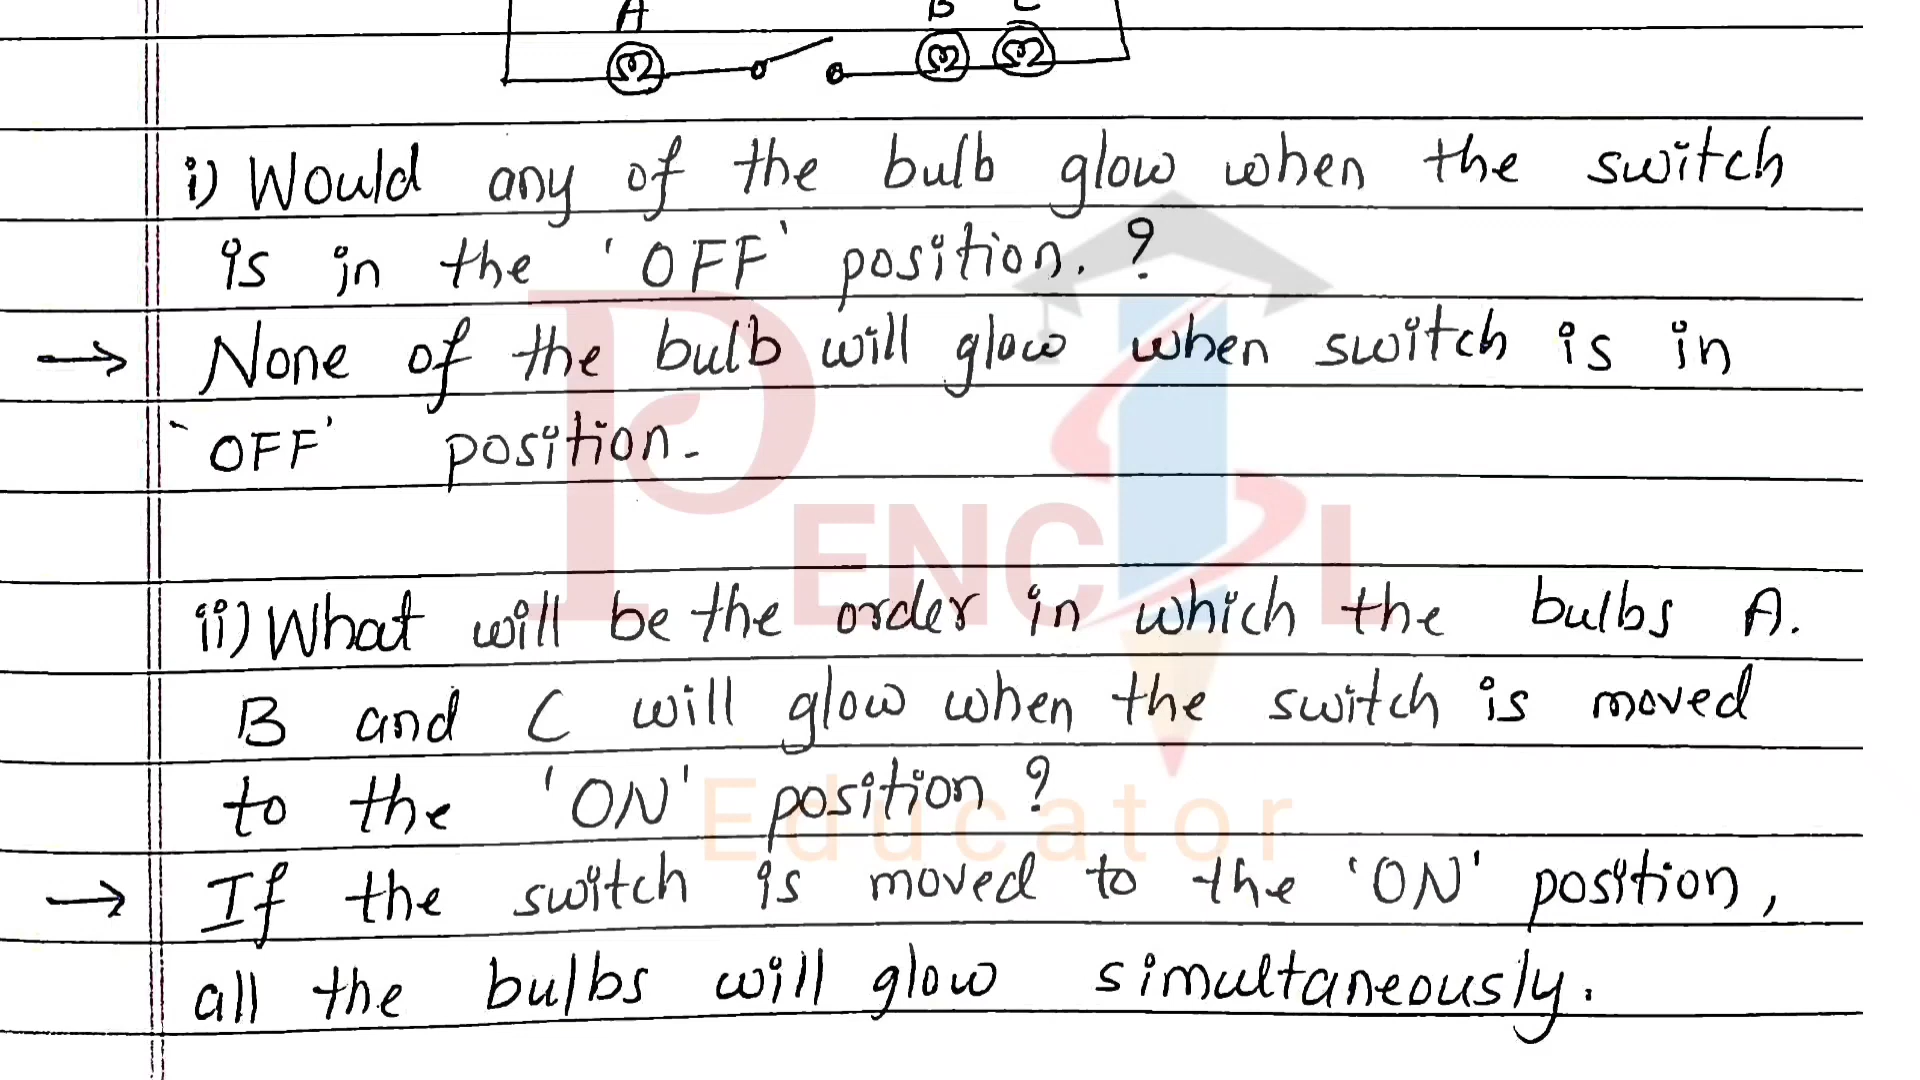 A B C
i) Would any of the bulb glow when the switch
is in the 'OFF' position. ?
→ None of the bulb will glow when switch is in
'OFF' position.
PENCIL
ii) What will be the order in which the bulbs A.
B and C will glow when the switch is moved
to the 'ON' position ?
Educator
→ If the switch is moved to the 'ON' position,
all the bulbs will glow simultaneously.